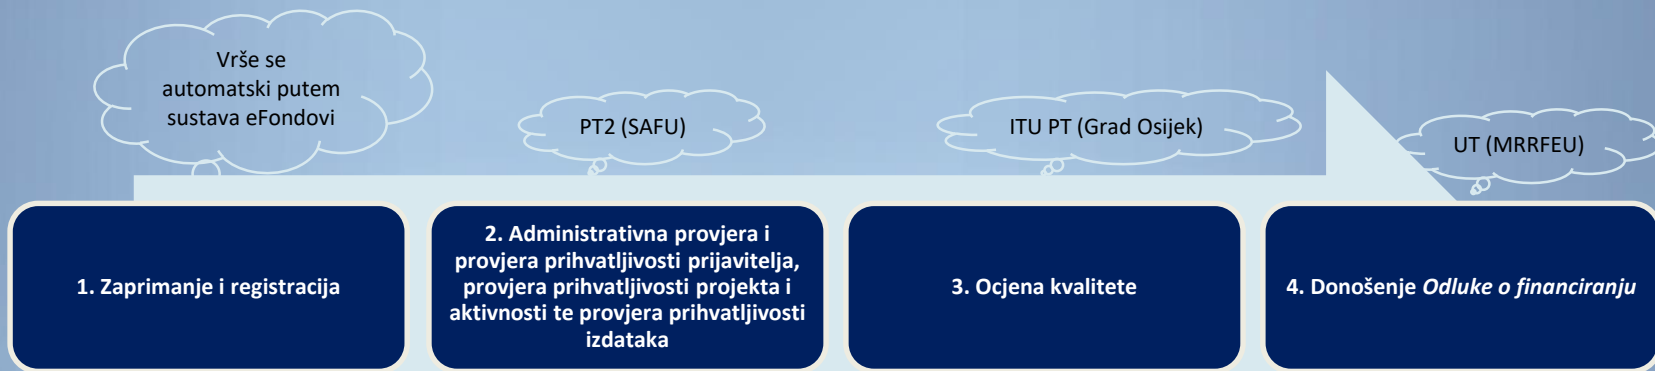 Vrše se
automatski putem
sustava eFondovi
PT2 (SAFU)
ITU PT (Grad Osijek)
UT (MRRFEU)
1. Zaprimanje i registracija
2. Administrativna provjera i
provjera prihvatljivosti prijavitelja,
provjera prihvatljivosti projekta i
aktivnosti te provjera prihvatljivosti
izdataka
3. Ocjena kvalitete
4. Donošenje Odluke o financiranju